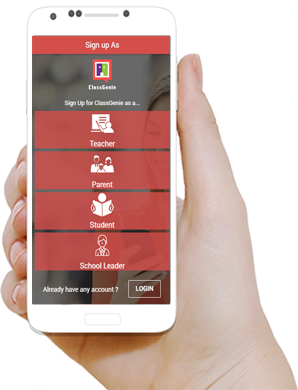 Sign up As
ClassGenie
Sign Up for ClassGenie as a...
Teacher
Parent
Student
School Leader
Already have any account ?
LOGIN